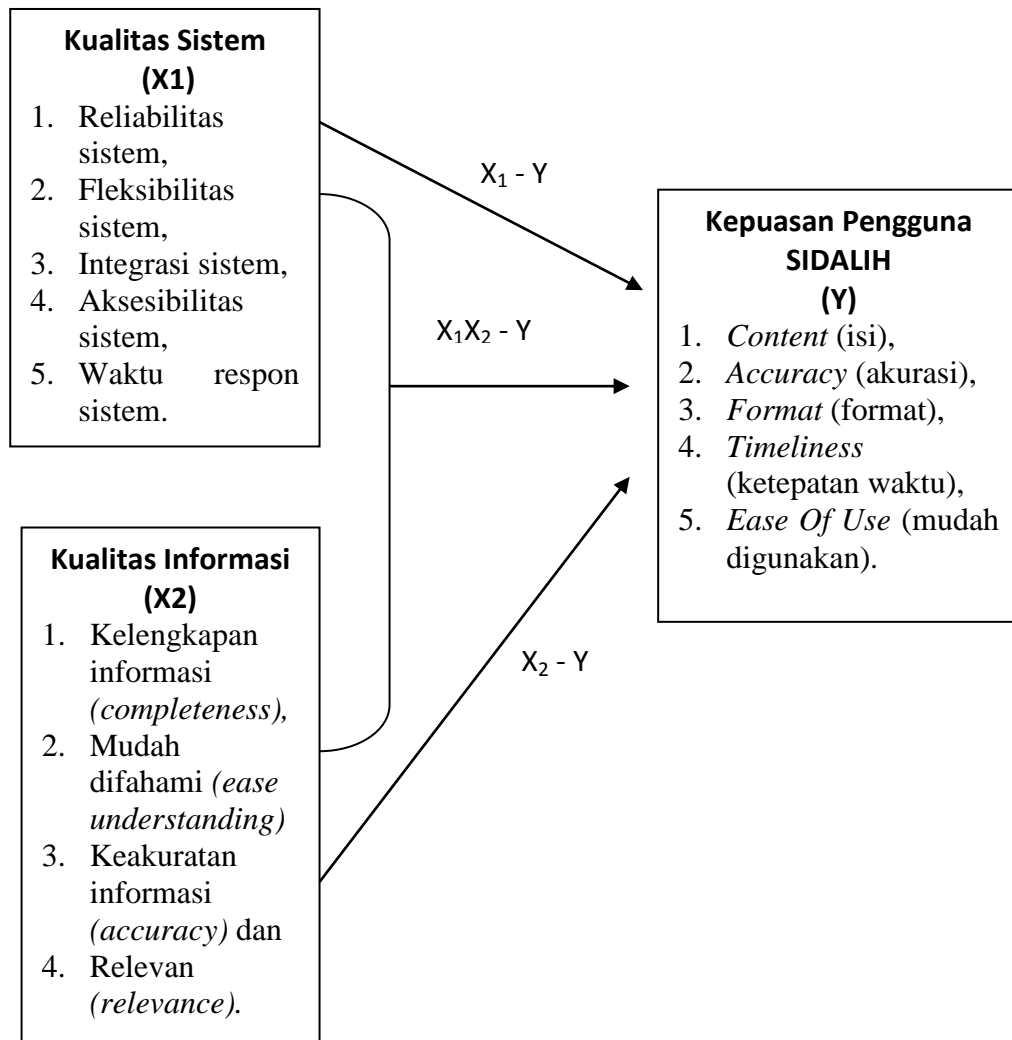 Kualitas Sistem
(X1)
1. Reliabilitas
sistem,
2. Fleksibilitas
sistem,
3. Integrasi sistem,
4. Aksesibilitas
sistem,
5. Waktu respon
sistem.
X₁ - Y
X₁X₂ - Y
Kepuasan Pengguna
SIDALIH
(Y)
1. Content (isi),
2. Accuracy (akurasi),
3. Format (format),
4. Timeliness
(ketepatan waktu),
5. Ease Of Use (mudah
digunakan).
Kualitas Informasi
(X2)
1. Kelengkapan
informasi
(completeness),
2. Mudah
difahami (ease
understanding)
3. Keakuratan
informasi
(accuracy) dan
4. Relevan
(relevance).
X₂ - Y